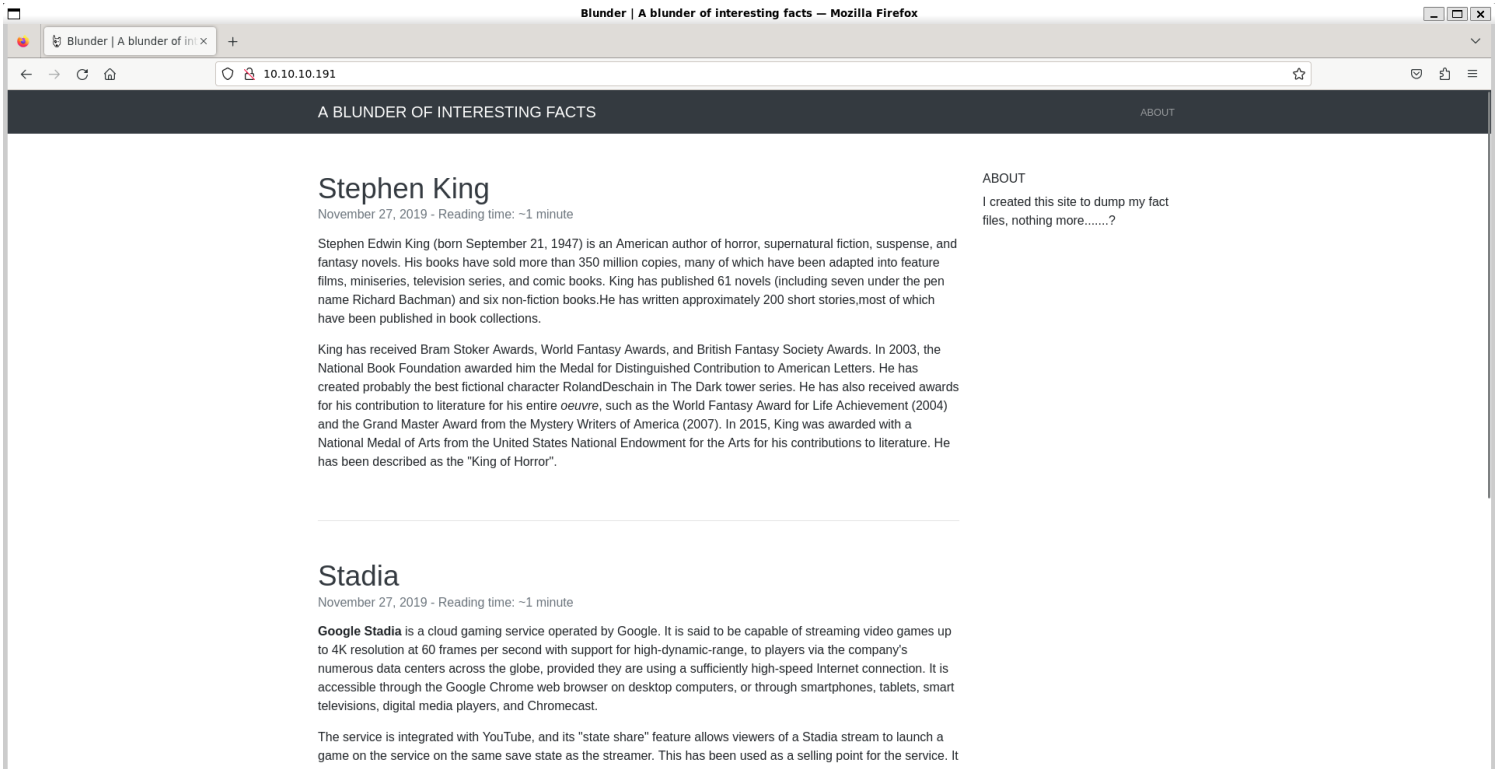 Blunder | A blunder of interesting facts — Mozilla Firefox
Blunder | A blunder of int
10.10.10.191
A BLUNDER OF INTERESTING FACTS
ABOUT
Stephen King
November 27, 2019 - Reading time: ~1 minute
Stephen Edwin King (born September 21, 1947) is an American author of horror, supernatural fiction, suspense, and
fantasy novels. His books have sold more than 350 million copies, many of which have been adapted into feature
films, miniseries, television series, and comic books. King has published 61 novels (including seven under the pen
name Richard Bachman) and six non-fiction books.He has written approximately 200 short stories,most of which
have been published in book collections.
King has received Bram Stoker Awards, World Fantasy Awards, and British Fantasy Society Awards. In 2003, the
National Book Foundation awarded him the Medal for Distinguished Contribution to American Letters. He has
created probably the best fictional character RolandDeschain in The Dark tower series. He has also received awards
for his contribution to literature for his entire oeuvre, such as the World Fantasy Award for Life Achievement (2004)
and the Grand Master Award from the Mystery Writers of America (2007). In 2015, King was awarded with a
National Medal of Arts from the United States National Endowment for the Arts for his contributions to literature. He
has been described as the "King of Horror".
Stadia
November 27, 2019 - Reading time: ~1 minute
Google Stadia is a cloud gaming service operated by Google. It is said to be capable of streaming video games up
to 4K resolution at 60 frames per second with support for high-dynamic-range, to players via the company's
numerous data centers across the globe, provided they are using a sufficiently high-speed Internet connection. It is
accessible through the Google Chrome web browser on desktop computers, or through smartphones, tablets, smart
televisions, digital media players, and Chromecast.
The service is integrated with YouTube, and its "state share" feature allows viewers of a Stadia stream to launch a
game on the service on the same save state as the streamer. This has been used as a selling point for the service. It
ABOUT
I created this site to dump my fact
files, nothing more.......?